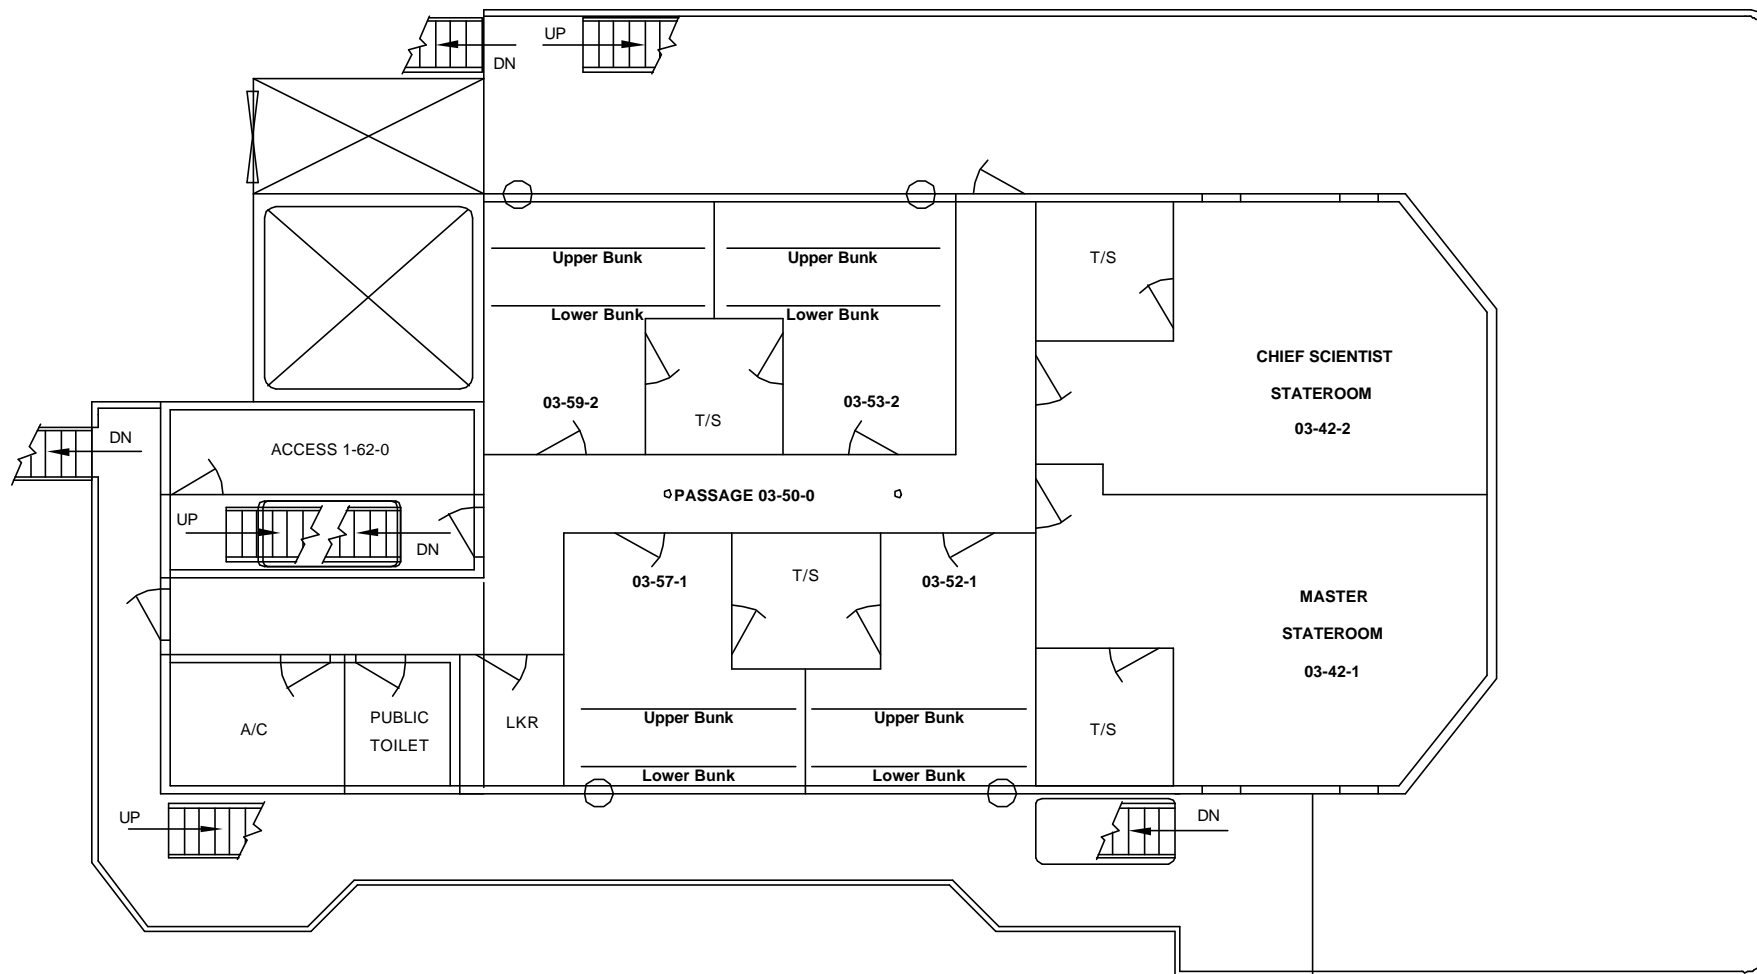 UP
DN
Upper Bunk
Upper Bunk
T/S
Lower Bunk
Lower Bunk
CHIEF SCIENTIST
STATEROOM
03-42-2
03-59-2
03-53-2
T/S
DN
ACCESS 1-62-0
PASSAGE 03-50-0
UP
DN
03-57-1
T/S
03-52-1
MASTER
STATEROOM
03-42-1
A/C
PUBLIC
TOILET
LKR
Upper Bunk
Upper Bunk
T/S
Lower Bunk
Lower Bunk
UP
DN